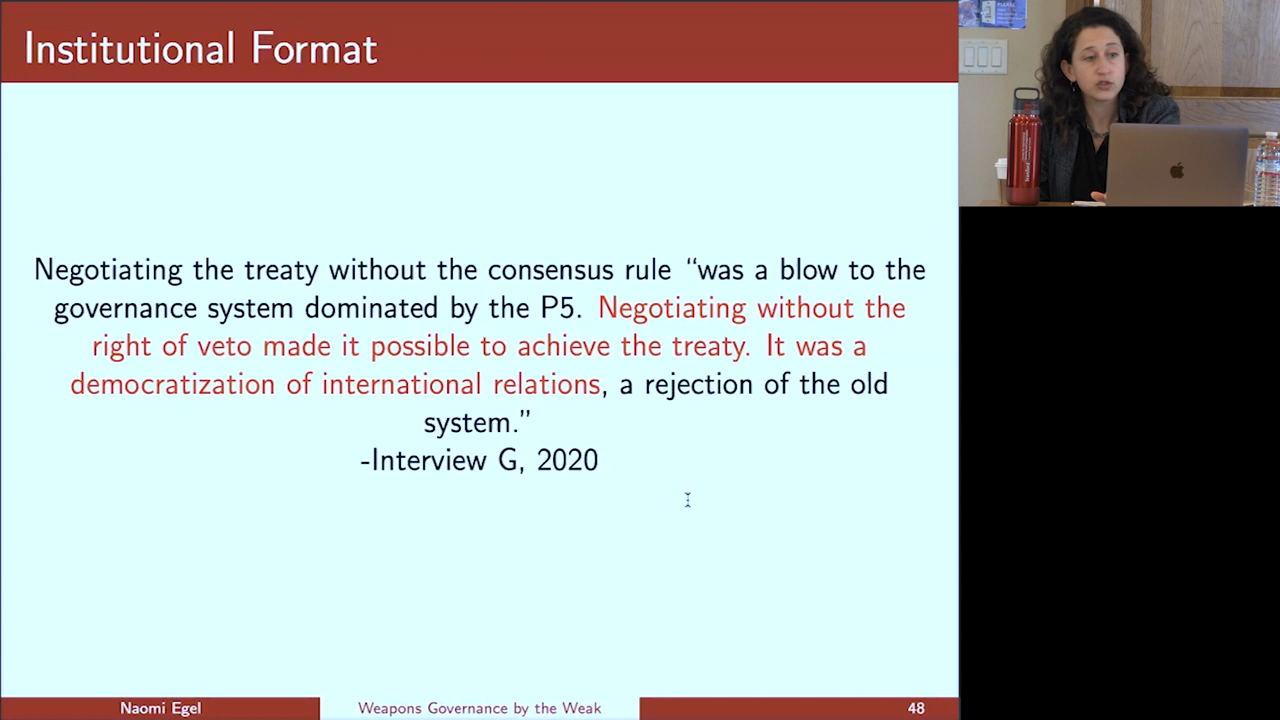 Institutional Format
Negotiating the treaty without the consensus rule “was a blow to the
governance system dominated by the P5. Negotiating without the
right of veto made it possible to achieve the treaty. It was a
democratization of international relations, a rejection of the old
system.”
-Interview G, 2020
Naomi Egel
Weapons Governance by the Weak
48
Stanford